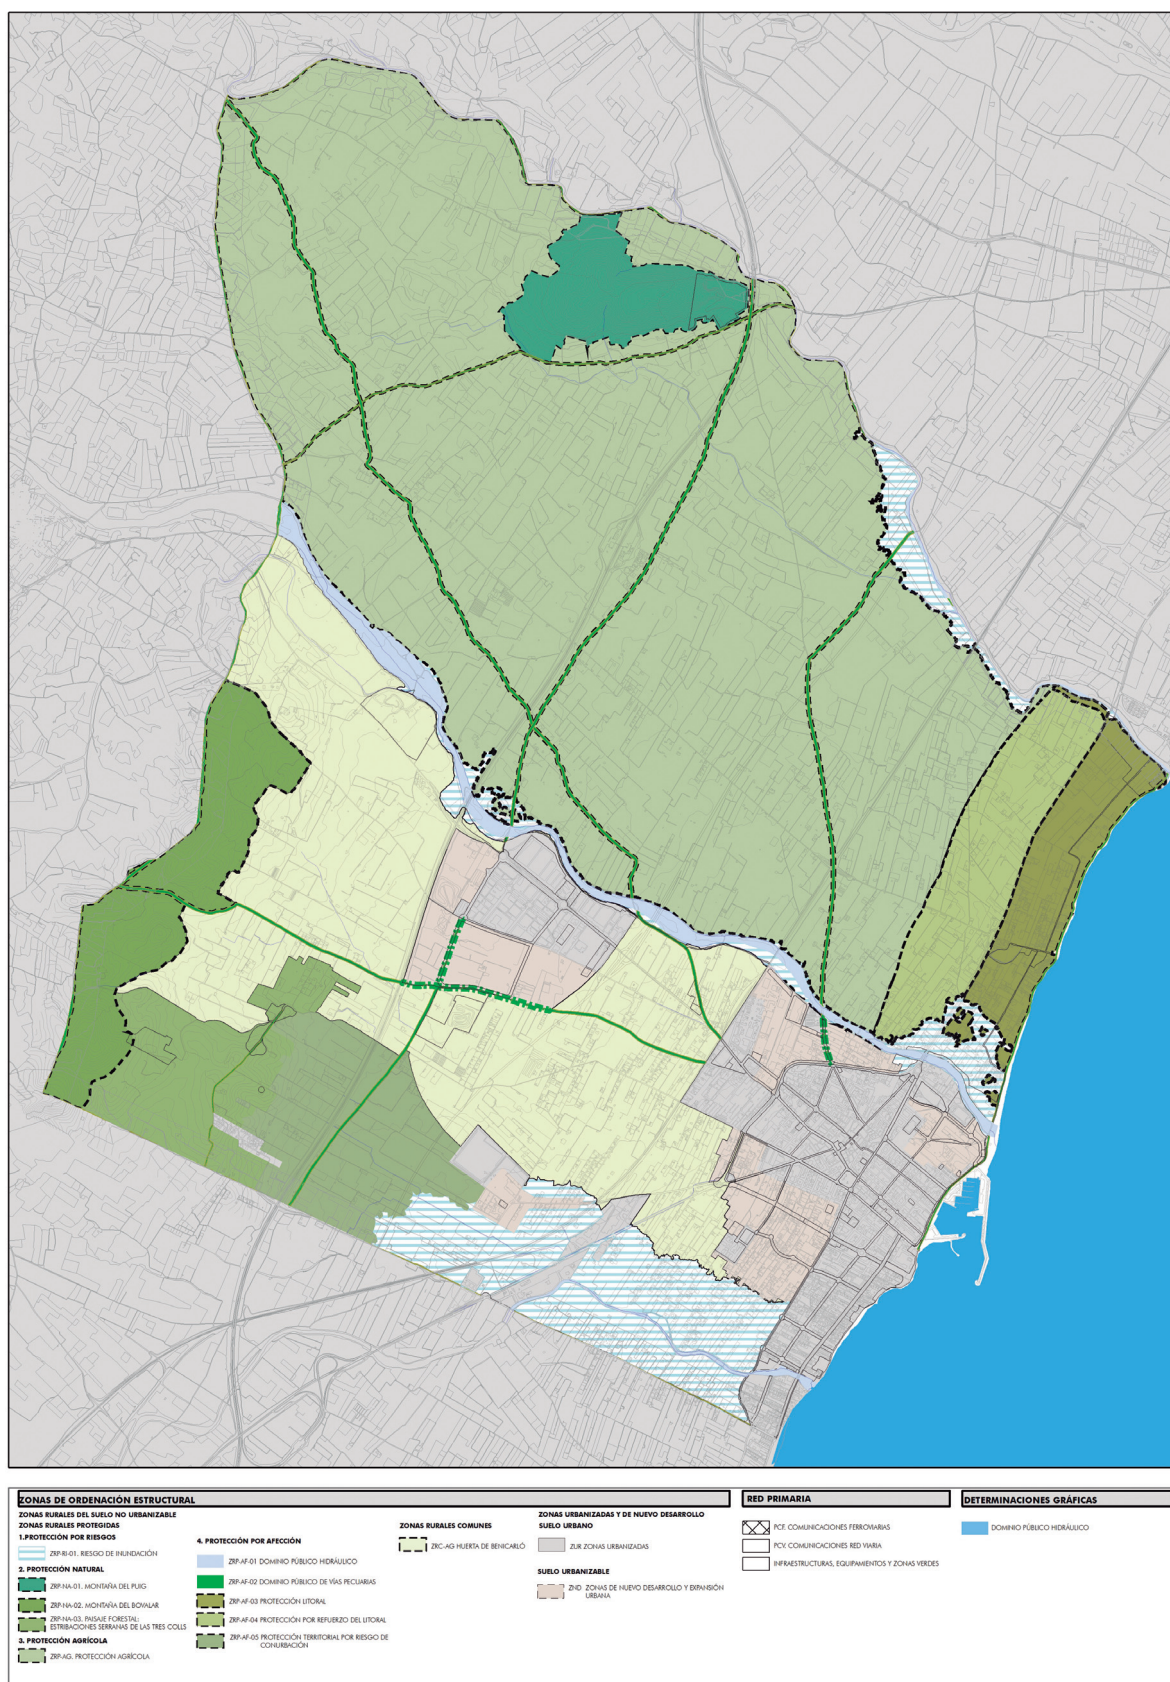 ZONAS DE ORDENACIÓN ESTRUCTURAL
ZONAS RURALES DEL SUELO NO URBANIZABLE
ZONAS RURALES PROTEGIDAS
1.PROTECCIÓN POR RIESGOS
ZRP-RI-01. RIESGO DE INUNDACIÓN
2. PROTECCIÓN NATURAL
ZRP-NA-01. MONTAÑA DEL PUIG
ZRP-NA-02. MONTAÑA DEL BOVALAR
ZRP-NA-03. PAISAJE FORESTAL:
ESTRIBACIONES SERRANAS DE LAS TRES COLLS
3. PROTECCIÓN AGRÍCOLA
ZRP-AG. PROTECCIÓN AGRÍCOLA
4. PROTECCIÓN POR AFECCIÓN
ZRP-AF-01 DOMINIO PÚBLICO HIDRÁULICO
ZRP-AF-02 DOMINIO PÚBLICO DE VÍAS PECUARIAS
ZRP-AF-03 PROTECCIÓN LITORAL
ZRP-AF-04 PROTECCIÓN POR REFUERZO DEL LITORAL
ZRP-AF-05 PROTECCIÓN TERRITORIAL POR RIESGO DE
CONURBACIÓN
ZONAS RURALES COMUNES
ZRC-AG HUERTA DE BENICARLÓ
ZONAS URBANIZADAS Y DE NUEVO DESARROLLO
SUELO URBANO
ZUR ZONAS URBANIZADAS
SUELO URBANIZABLE
ZND ZONAS DE NUEVO DESARROLLO Y EXPANSIÓN
URBANA
RED PRIMARIA
PCF. COMUNICACIONES FERROVIARIAS
PCV. COMUNICACIONES RED VIARIA
INFRAESTRUCTURAS, EQUIPAMIENTOS Y ZONAS VERDES
DETERMINACIONES GRÁFICAS
DOMINIO PÚBLICO HIDRÁULICO